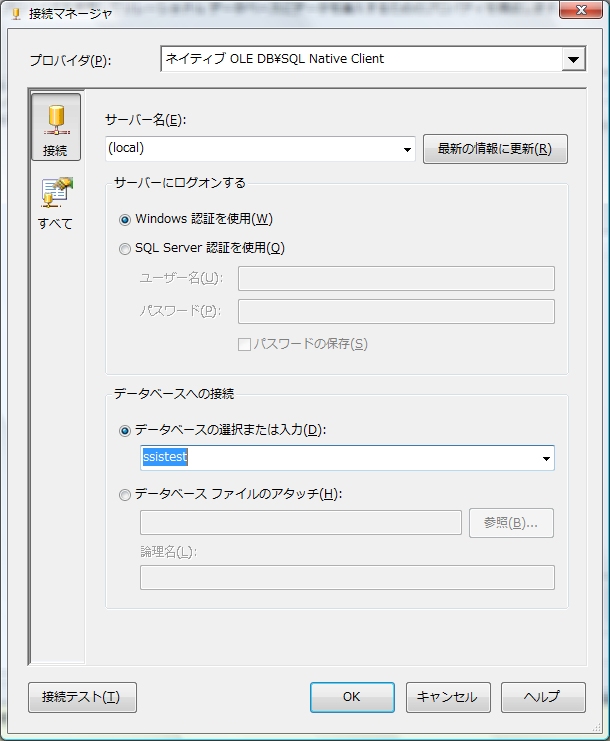 接続マネージャ
プロバイダ(P):
ネイティブ OLE DB¥SQL Native Client
接続
すべて
サーバー名(E):
(local)
最新の情報に更新(R)
サーバーにログオンする
Windows 認証を使用(W)
SQL Server 認証を使用(Q)
ユーザー名(U):
パスワード(P):
パスワードの保存(S)
データベースへの接続
データベースの選択または入力(D):
ssistest
データベース ファイルのアタッチ(H):
参照(B)...
論理名(L):
接続テスト(T)
OK
キャンセル
ヘルプ